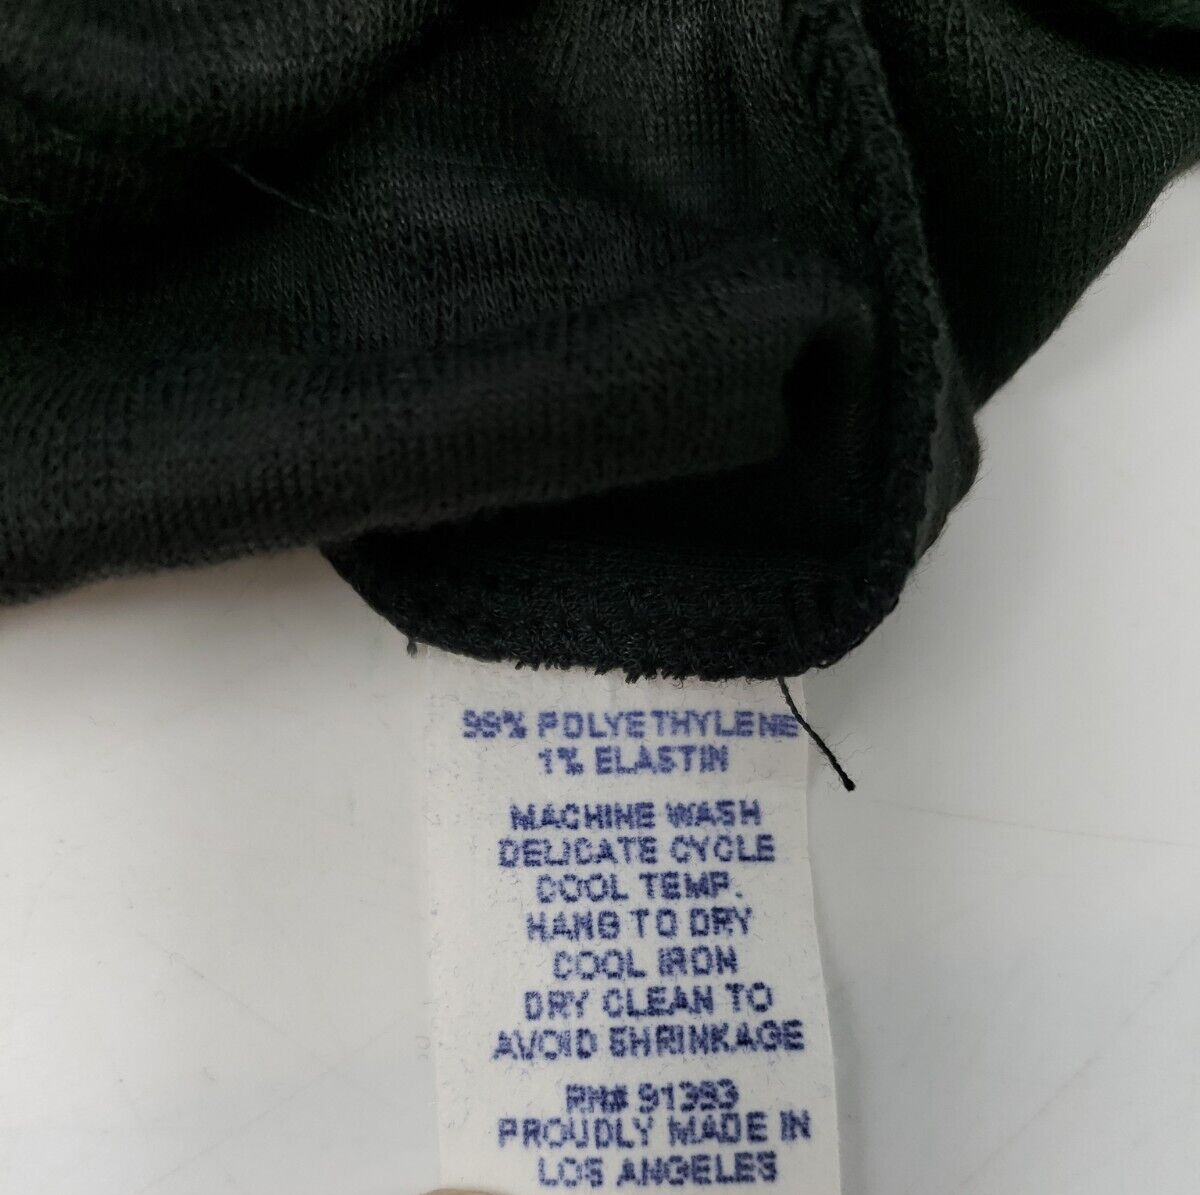 99% POLYETHYLENE
1% ELASTIN
MACHINE WASH
DELICATE CYCLE
COOL TEMP.
HANG TO DRY
COOL IRON
DRY CLEAN TO
AVOID SHRINKAGE
RN# 91393
PROUDLY MADE IN
LOS ANGELES